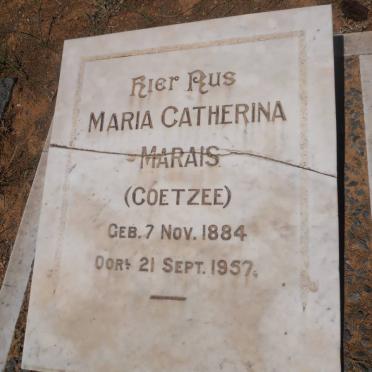 Hier Rus
MARIA CATHERINA
MARAIS
(COETZEE)
GEB. 7 NOV. 1884
OORL 21 SEPT. 1957.